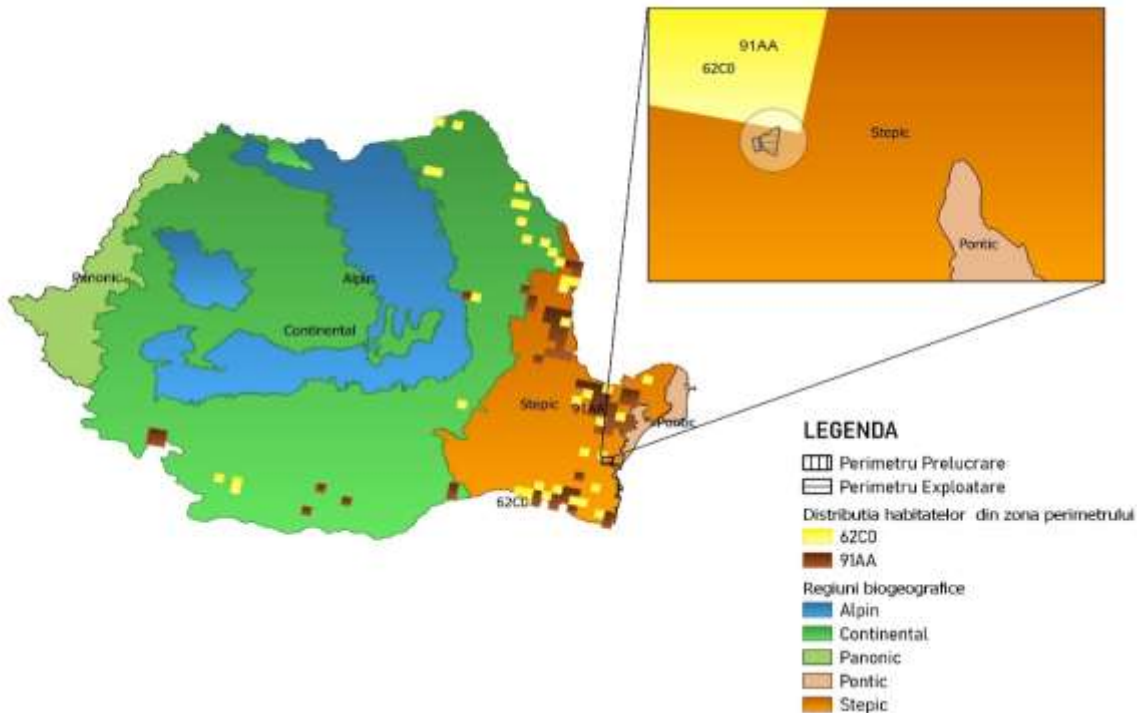 91AA
62C0
Stepic
Pontic
Panonic
Alpin
Continental
Stepic
91AA
Pontic
62C0
LEGENDA
Perimetru Prelucrare
Perimetru Exploatare
Distributia habitatelor din zona perimetrului
62C0
91AA
Regiuni biogeografice
Alpin
Continental
Panonic
Pontic
Stepic